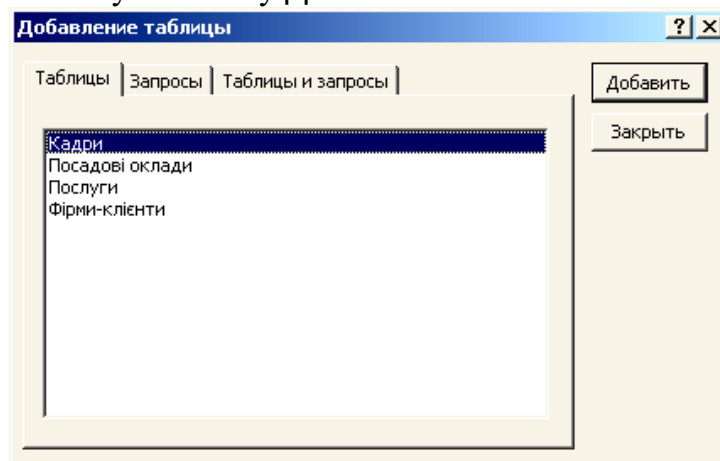 Добавление таблицы
Таблицы Запросы Таблицы и запросы
Добавить
Закрыть
Кадри
Посадові оклади
Послуги
Фірми-клієнти